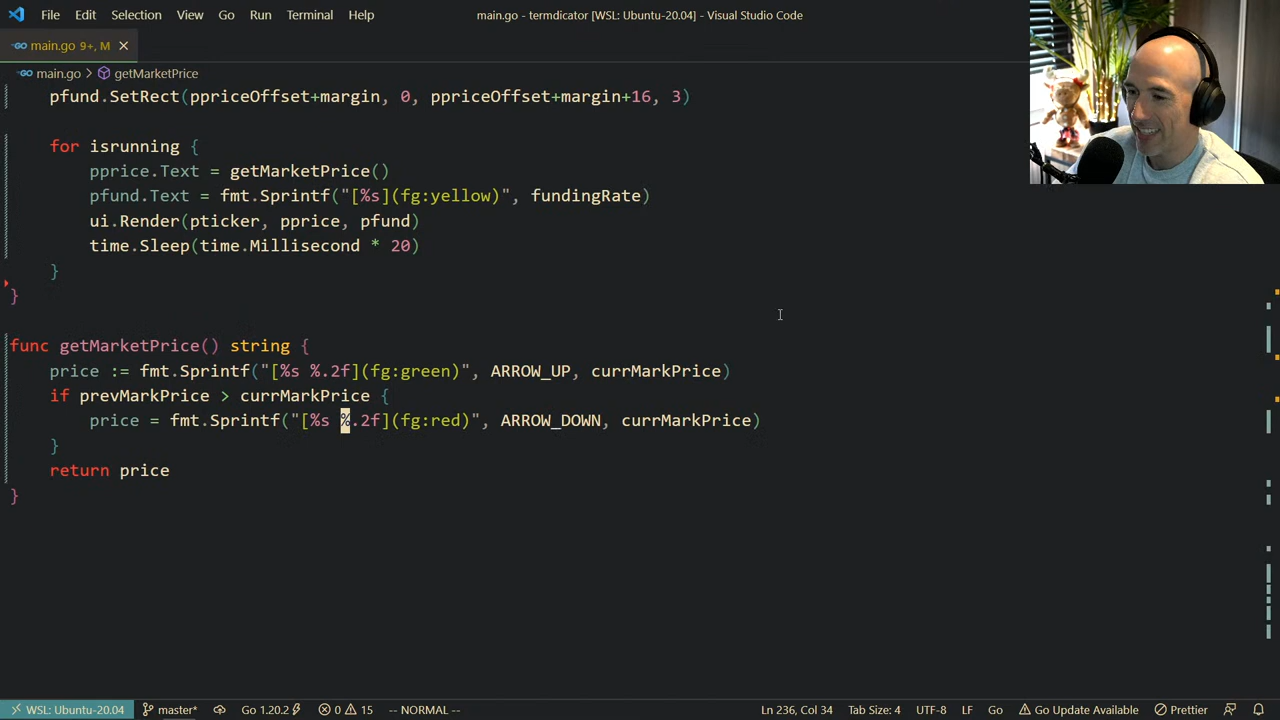 File Edit Selection View Go Run Terminal Help main.go - termdicator [WSL: Ubuntu-20.04] - Visual Studio Code
main.go 9+, M
main.go > getMarketPrice
pfund.SetRect(ppriceOffset+margin, 0, ppriceOffset+margin+16, 3)
for isrunning {
pprice.Text = getMarketPrice()
pfund.Text = fmt.Sprintf("[%s](fg:yellow)", fundingRate)
ui.Render(pticker, pprice, pfund)
time.Sleep(time.Millisecond * 20)
}
}
func getMarketPrice() string {
price := fmt.Sprintf("[%s %.2f](fg:green)", ARROW_UP, currMarkPrice)
if prevMarkPrice > currMarkPrice {
price = fmt.Sprintf("[%s %.2f](fg:red)", ARROW_DOWN, currMarkPrice)
}
return price
}
WSL: Ubuntu-20.04 master* Go 1.20.2 0 15 -- NORMAL -- Ln 236, Col 34 Tab Size: 4 UTF-8 LF Go Go Update Available Prettier